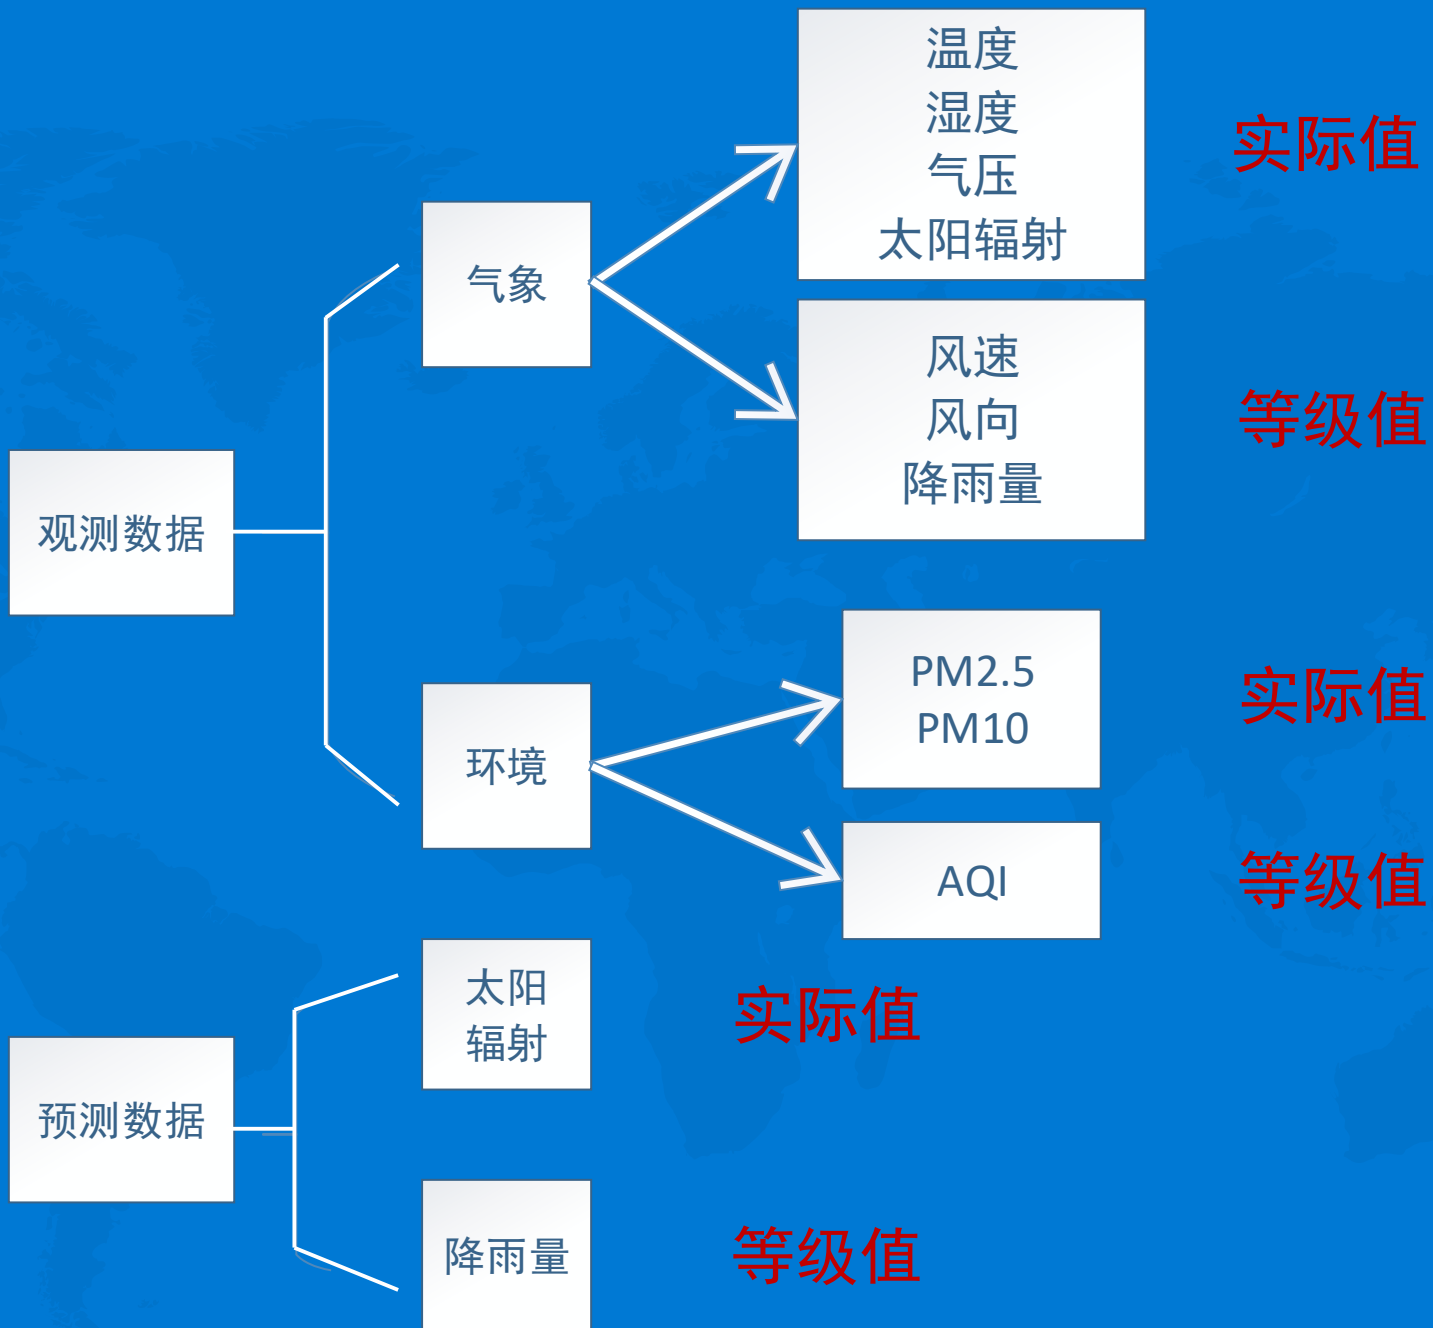 观测数据
气象
温度
湿度
气压
太阳辐射
实际值
风速
风向
降雨量
等级值
环境
PM2.5
PM10
实际值
AQI
等级值
预测数据
太阳
辐射
实际值
降雨量
等级值